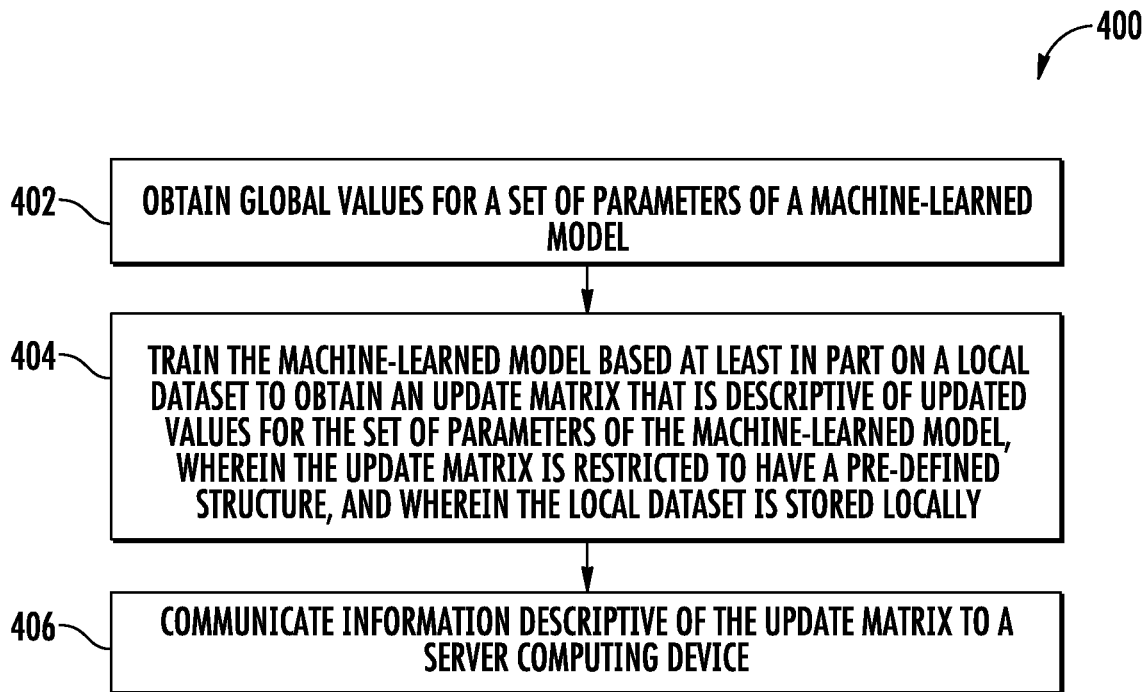 400
402
OBTAIN GLOBAL VALUES FOR A SET OF PARAMETERS OF A MACHINE-LEARNED
MODEL
404
TRAIN THE MACHINE-LEARNED MODEL BASED AT LEAST IN PART ON A LOCAL
DATASET TO OBTAIN AN UPDATE MATRIX THAT IS DESCRIPTIVE OF UPDATED
VALUES FOR THE SET OF PARAMETERS OF THE MACHINE-LEARNED MODEL,
WHEREIN THE UPDATE MATRIX IS RESTRICTED TO HAVE A PRE-DEFINED
STRUCTURE, AND WHEREIN THE LOCAL DATASET IS STORED LOCALLY
406
COMMUNICATE INFORMATION DESCRIPTIVE OF THE UPDATE MATRIX TO A
SERVER COMPUTING DEVICE